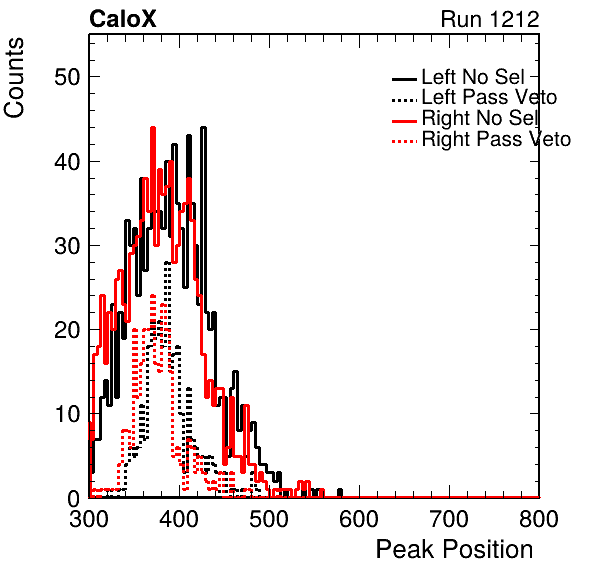 CaloX Run 1212
Counts
50
40
30
20
10
0
Left No Sel
Left Pass Veto
Right No Sel
Right Pass Veto
300 400 500 600 700 800
Peak Position